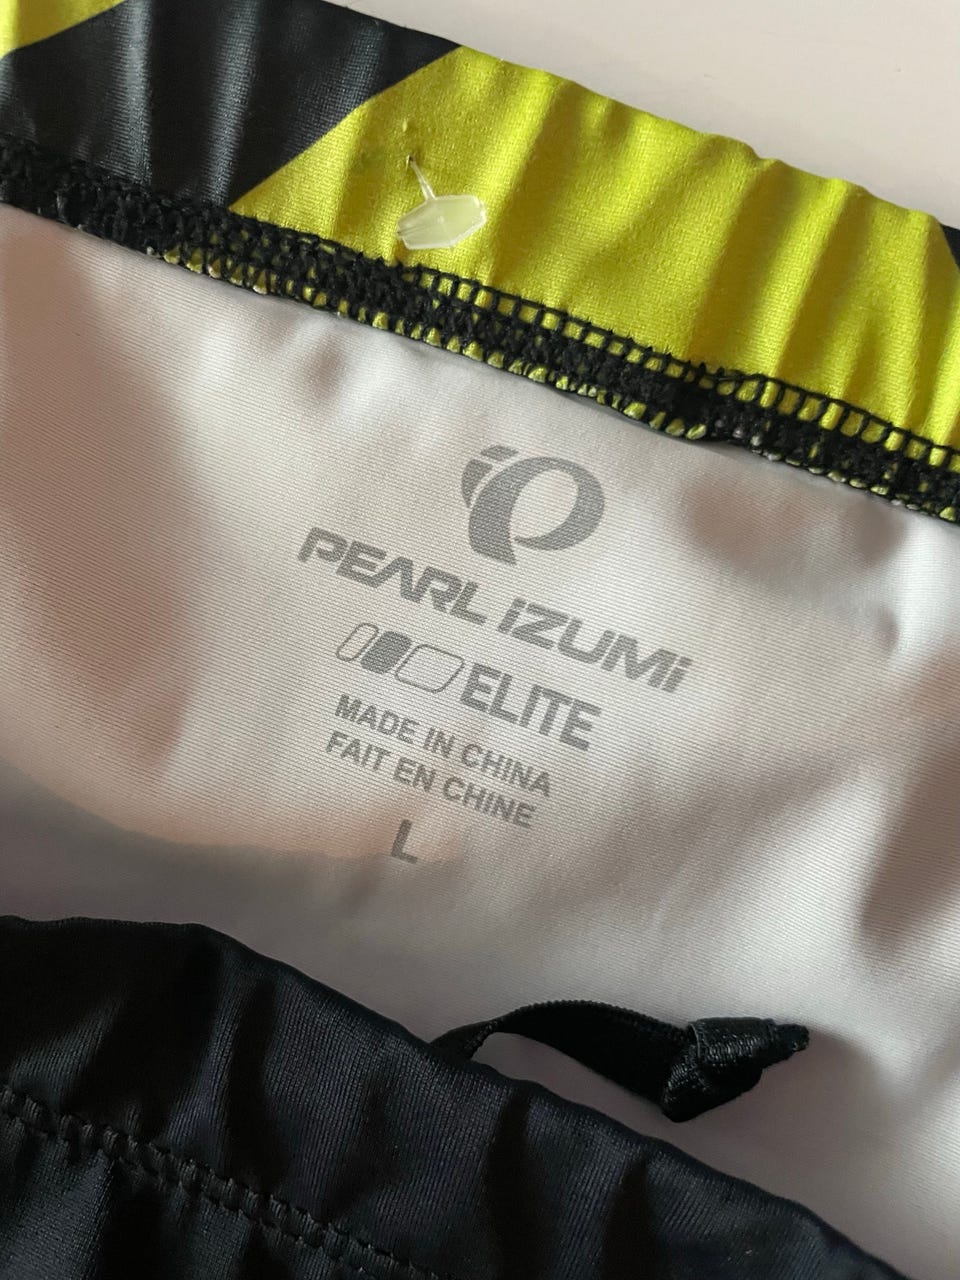 PEARL iZUMi
ELITE
MADE IN CHINA
FAIT EN CHINE
L